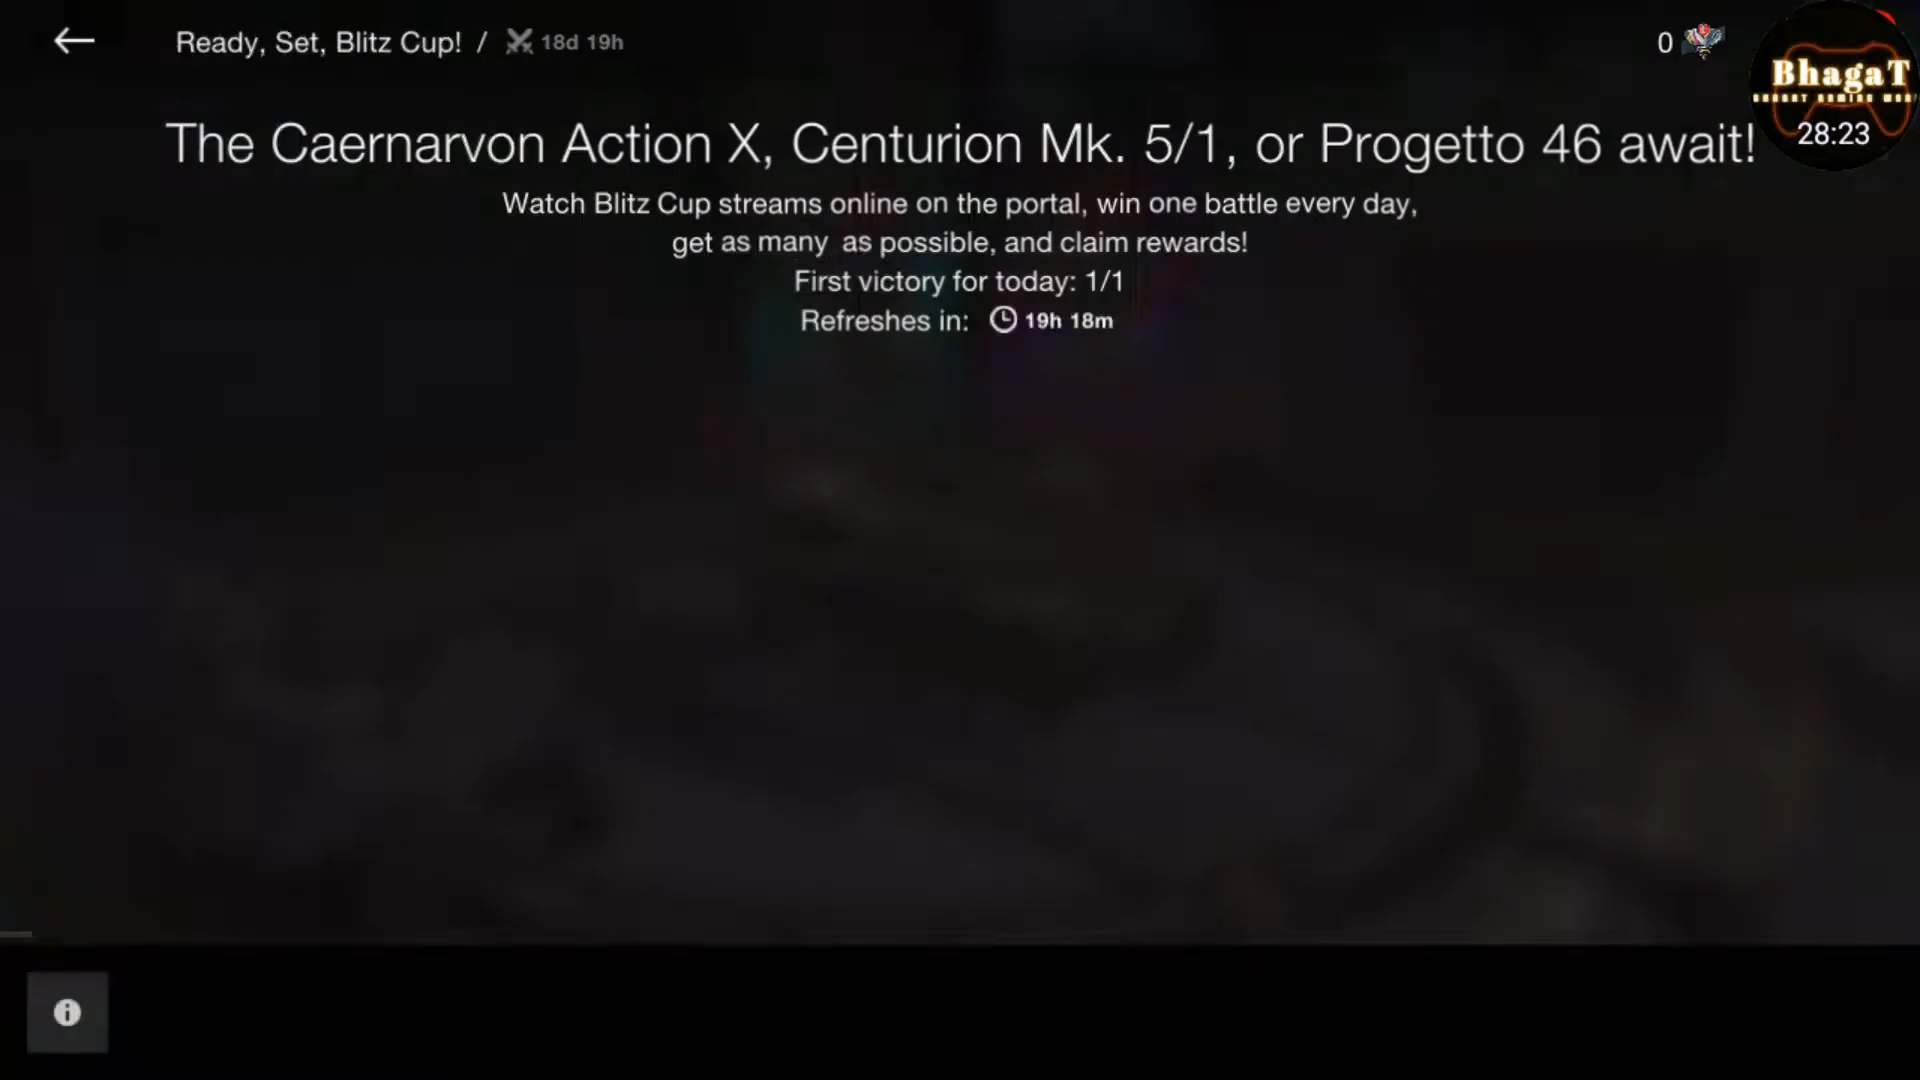 Ready, Set, Blitz Cup! / 18d 19h
0
BhagaT
28:23
The Caernarvon Action X, Centurion Mk. 5/1, or Progetto 46 await!
Watch Blitz Cup streams online on the portal, win one battle every day,
get as many as possible, and claim rewards!
First victory for today: 1/1
Refreshes in: 19h 18m